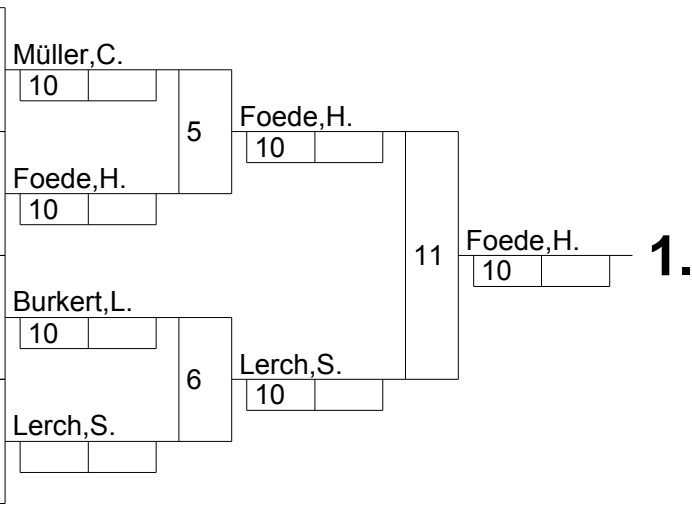 Müller,C.
10
5
Foede,H.
10
Foede,H.
10
11
Foede,H.
10
1.
Burkert,L.
10
6
Lerch,S.
10
Lerch,S.